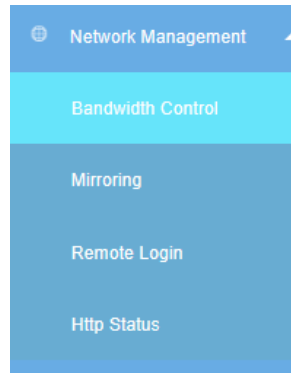 Network Management
Bandwidth Control
Mirroring
Remote Login
Http Status